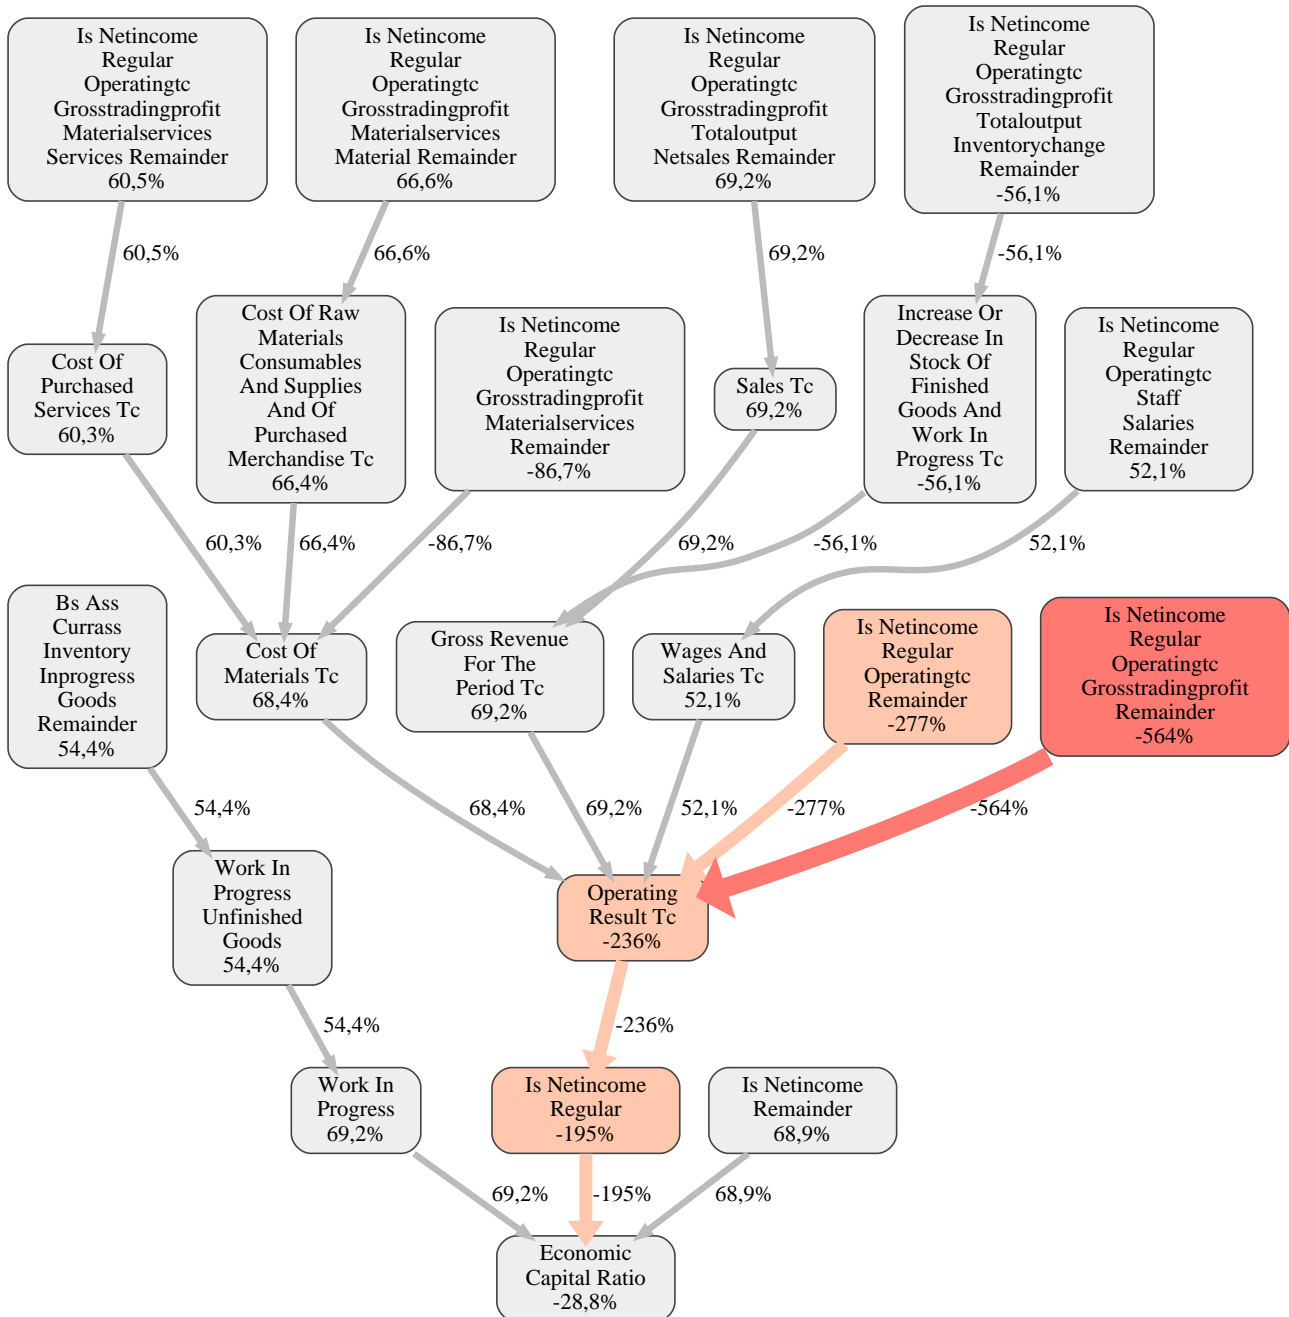 Is Netincome
Regular
Operatingtc
Grosstradingprofit
Materialservices
Services Remainder
60,5%
Is Netincome
Regular
Operatingtc
Grosstradingprofit
Materialservices
Material Remainder
66,6%
Is Netincome
Regular
Operatingtc
Grosstradingprofit
Totaloutput
Netsales Remainder
69,2%
Is Netincome
Regular
Operatingtc
Grosstradingprofit
Totaloutput
Inventorychange
Remainder
-56,1%
60,5%
66,6%
69,2%
-56,1%
Cost Of
Purchased
Services Tc
60,3%
Cost Of Raw
Materials
Consumables
And Supplies
And Of
Purchased
Merchandise Tc
66,4%
Is Netincome
Regular
Operatingtc
Grosstradingprofit
Materialservices
Remainder
-86,7%
Sales Tc
69,2%
Increase Or
Decrease In
Stock Of
Finished
Goods And
Work In
Progress Tc
-56,1%
Is Netincome
Regular
Operatingtc
Staff
Salaries
Remainder
52,1%
60,3%
66,4%
-86,7%
69,2%
-56,1%
52,1%
Bs Ass
Currass
Inventory
Inprogress
Goods
Remainder
54,4%
Cost Of
Materials Tc
68,4%
Gross Revenue
For The
Period Tc
69,2%
Wages And
Salaries Tc
52,1%
Is Netincome
Regular
Operatingtc
Remainder
-277%
Is Netincome
Regular
Operatingtc
Grosstradingprofit
Remainder
-564%
54,4%
68,4%
69,2%
52,1%
-277%
-564%
Work In
Progress
Unfinished
Goods
54,4%
Operating
Result Tc
-236%
54,4%
-236%
Work In
Progress
69,2%
Is Netincome
Regular
-195%
Is Netincome
Remainder
68,9%
69,2%
-195%
68,9%
Economic
Capital Ratio
-28,8%